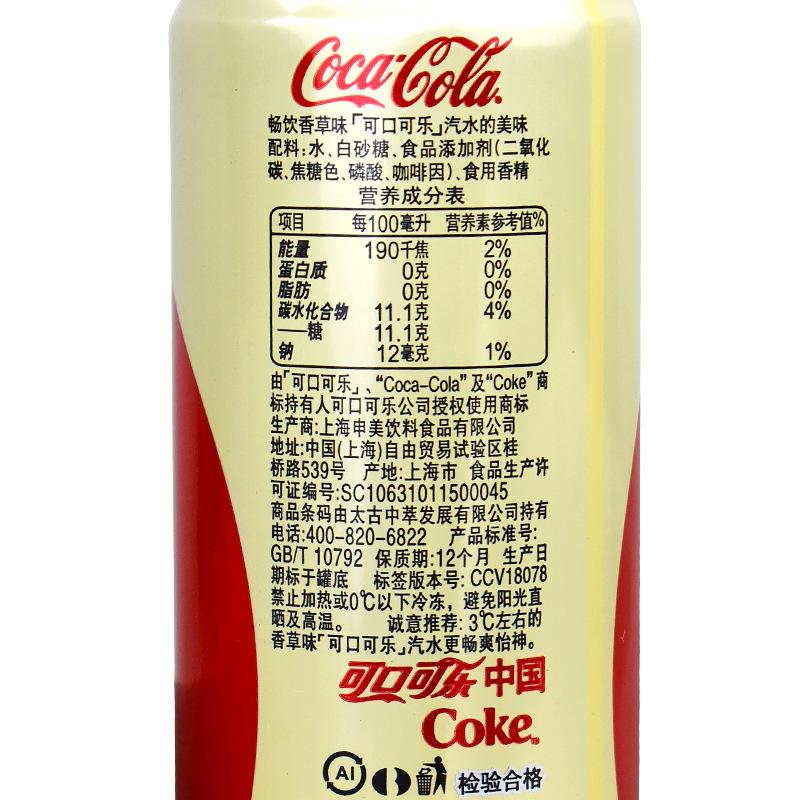 Coca-Cola
畅饮香草味「可口可乐」汽水的美味
配料:水、白砂糖、食品添加剂(二氧化
碳、焦糖色、磷酸、咖啡因)、食用香精
营养成分表
项目 每100毫升 营养素参考值%
能量 190千焦 2%
蛋白质 0克 0%
脂肪 0克 0%
碳水化合物 11.1克 4%
——糖 11.1克
钠 12毫克 1%
由「可口可乐」、“Coca-Cola”及“Coke”商
标持有人可口可乐公司授权使用商标
生产商:上海申美饮料食品有限公司
地址:中国(上海)自由贸易试验区桂
桥路539号 产地:上海市 食品生产许
可证编号:SC10631011500045
商品条码由太古中萃发展有限公司持有
电话:400-820-6822 产品标准号:
GB/T 10792 保质期:12个月 生产日
期标于罐底 标签版本号: CCV18078
禁止加热或0℃以下冷冻，避免阳光直
晒及高温。 诚意推荐: 3℃左右的
香草味「可口可乐」汽水更畅爽怡神。
可口可乐 中国
Coke™
Al 检验合格